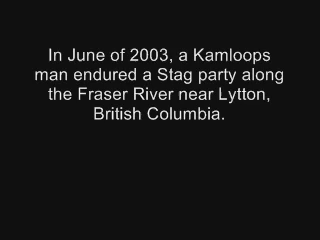 In June of 2003, a Kamloops
man endured a Stag party along
the Fraser River near Lytton,
British Columbia.